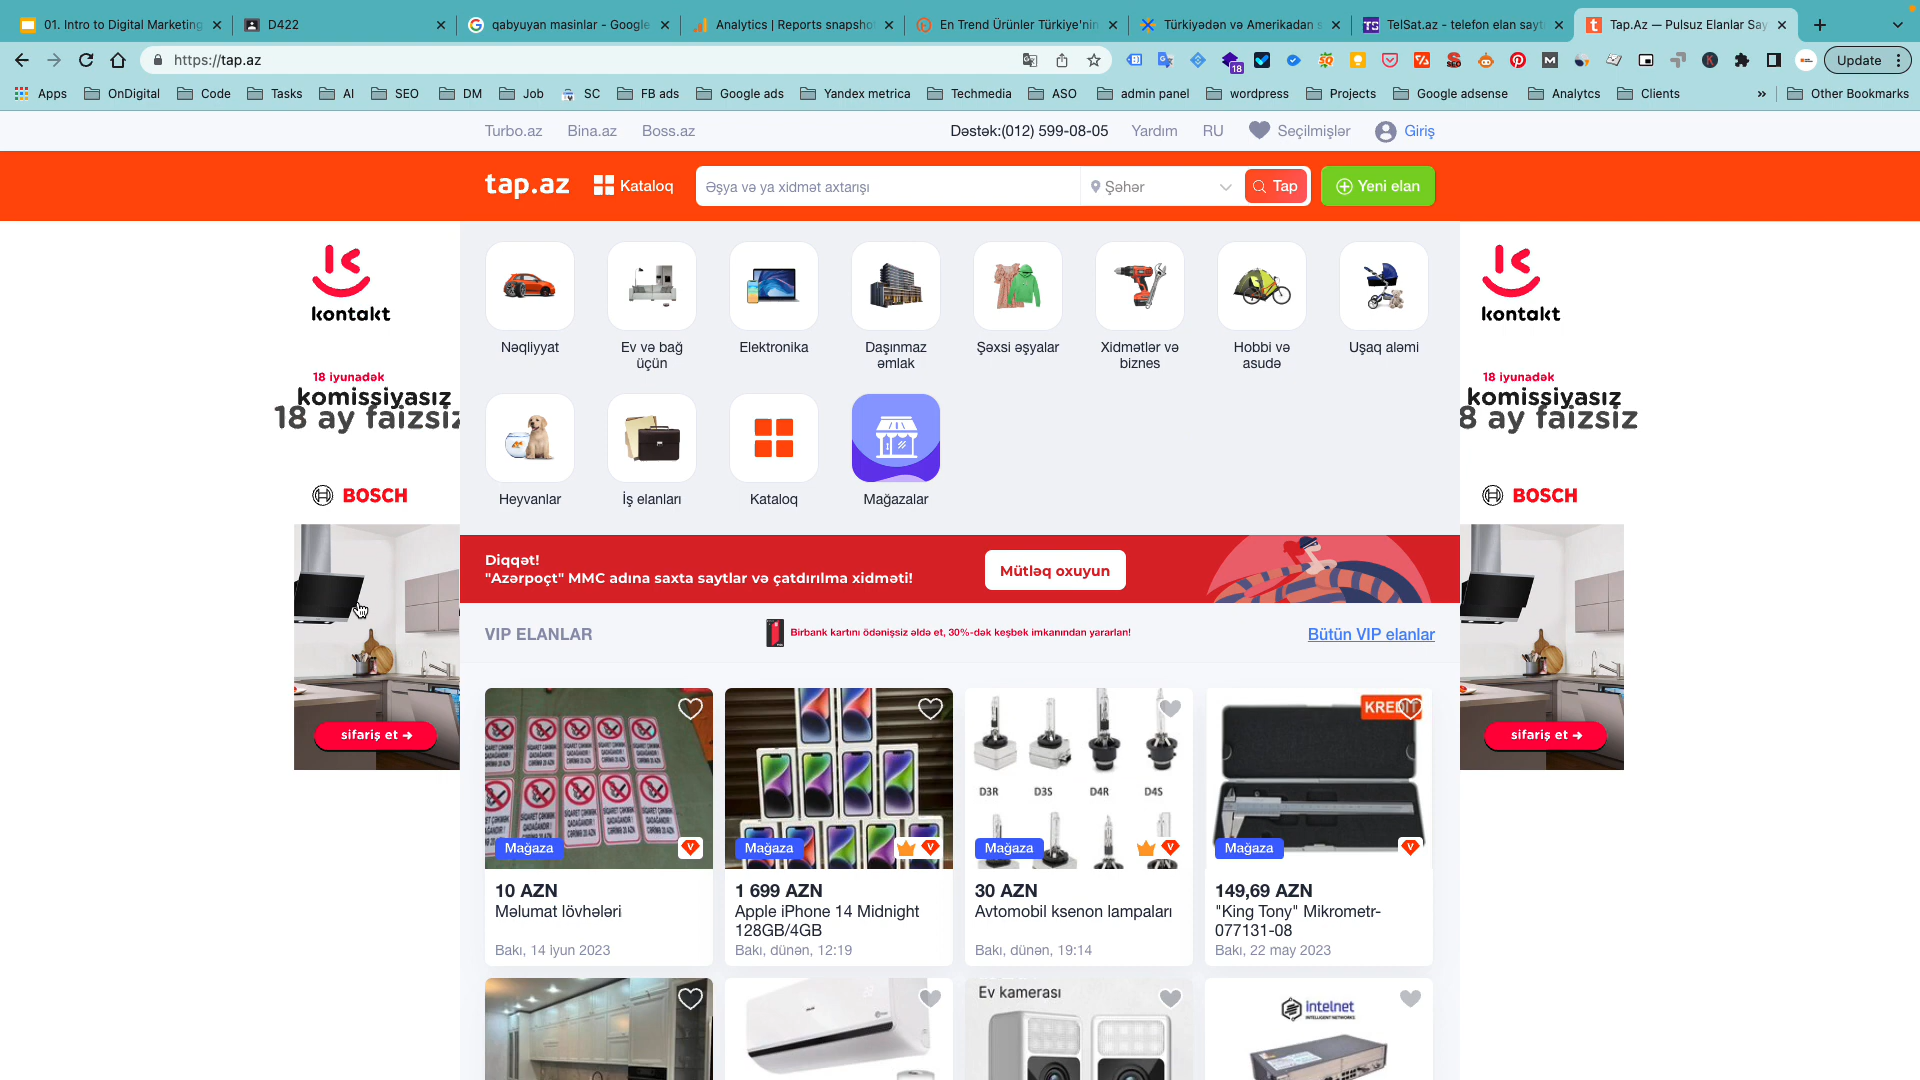 01. Intro to Digital Marketing
D422
qabyuyan masinlar - Google
Analytics | Reports snapsho
En Trend Ürünler Türkiye'nin
Türkiyədən və Amerikadan s
TelSat.az - telefon elan sayt
Tap.Az — Pulsuz Elanlar Say
https://tap.az
18
Update
Apps
OnDigital
Code
Tasks
AI
SEO
DM
Job
SC
FB ads
Google ads
Yandex metrica
Techmedia
ASO
admin panel
wordpress
Projects
Google adsense
Analytcs
Clients
»
Other Bookmarks
Turbo.az
Bina.az
Boss.az
Dəstək:(012) 599-08-05
Yardım
RU
Seçilmişlər
Giriş
tap.az
Kataloq
Əşya və ya xidmət axtarışı
Şəhər
Tap
Yeni elan
kontakt
18 iyunadək
komissiyasız
18 ay faizsiz
BOSCH
sifariş et →
kontakt
18 iyunadək
komissiyasız
8 ay faizsiz
BOSCH
sifariş et →
Nəqliyyat
Ev və bağ
üçün
Elektronika
Daşınmaz
əmlak
Şəxsi əşyalar
Xidmətlər və
biznes
Hobbi və
asudə
Uşaq aləmi
Heyvanlar
İş elanları
Kataloq
Mağazalar
Diqqət!
"Azərpoçt" MMC adına saxta saytlar və çatdırılma xidməti!
Mütləq oxuyun
VIP ELANLAR
Birbank kartını ödənişsiz əldə et, 30%-dək keşbek imkanından yararlan!
Bütün VIP elanlar
Mağaza
10 AZN
Məlumat lövhələri
Bakı, 14 iyun 2023
Mağaza
1 699 AZN
Apple iPhone 14 Midnight
128GB/4GB
Bakı, dünən, 12:19
D3R
D3S
D4R
D4S
Mağaza
30 AZN
Avtomobil ksenon lampaları
Bakı, dünən, 19:14
KREDİT
Mağaza
149,69 AZN
"King Tony" Mikrometr-
077131-08
Bakı, 22 may 2023
Ev kamerası
intelnet
INTELLIGENT NETWORKS